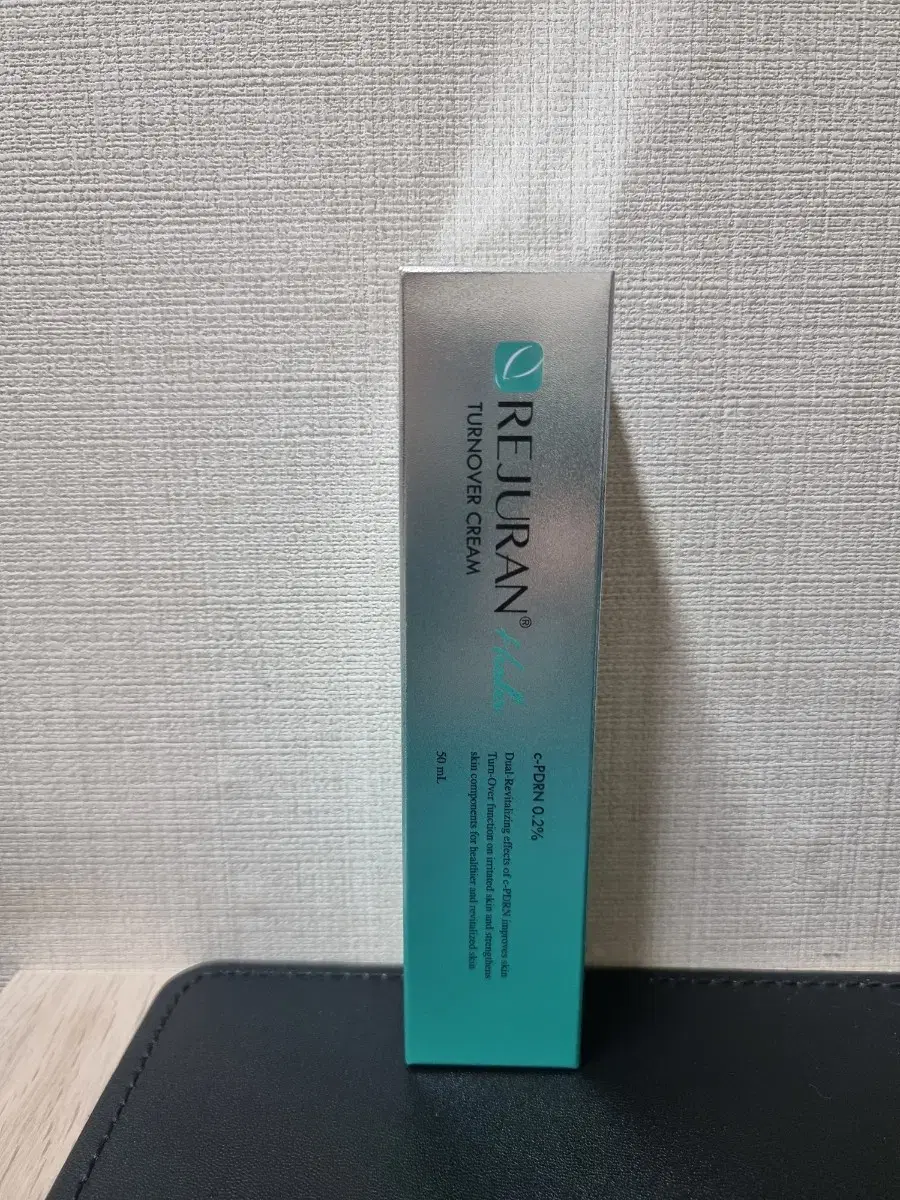 REJURAN® Healer
TURNOVER CREAM
c-PDRN 0.2%
Dual-Revitalizing effects of c-PDRN improves skin
Turn-Over function on irritated skin and strengthens
skin components for healthier and revitalized skin
50 mL